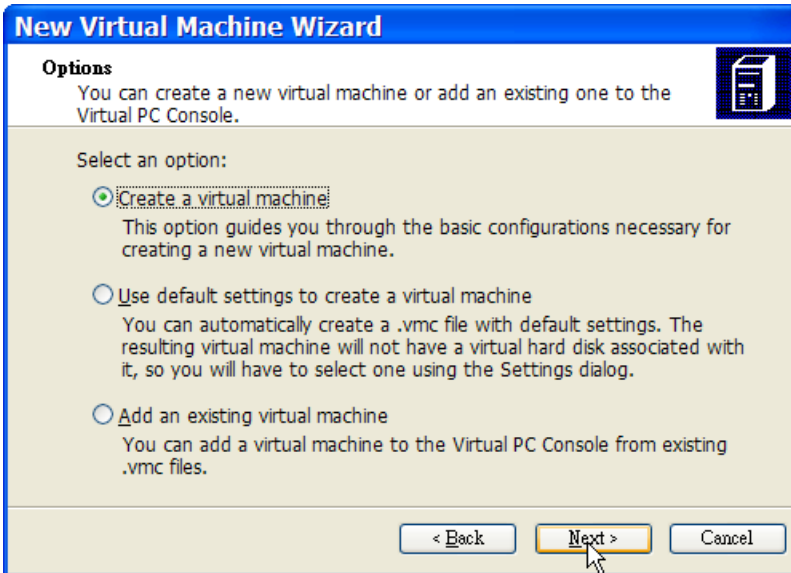 New Virtual Machine Wizard
Options
You can create a new virtual machine or add an existing one to the
Virtual PC Console.
Select an option:
Create a virtual machine
This option guides you through the basic configurations necessary for
creating a new virtual machine.
Use default settings to create a virtual machine
You can automatically create a .vmc file with default settings. The
resulting virtual machine will not have a virtual hard disk associated with
it, so you will have to select one using the Settings dialog.
Add an existing virtual machine
You can add a virtual machine to the Virtual PC Console from existing
.vmc files.
< Back Next > Cancel